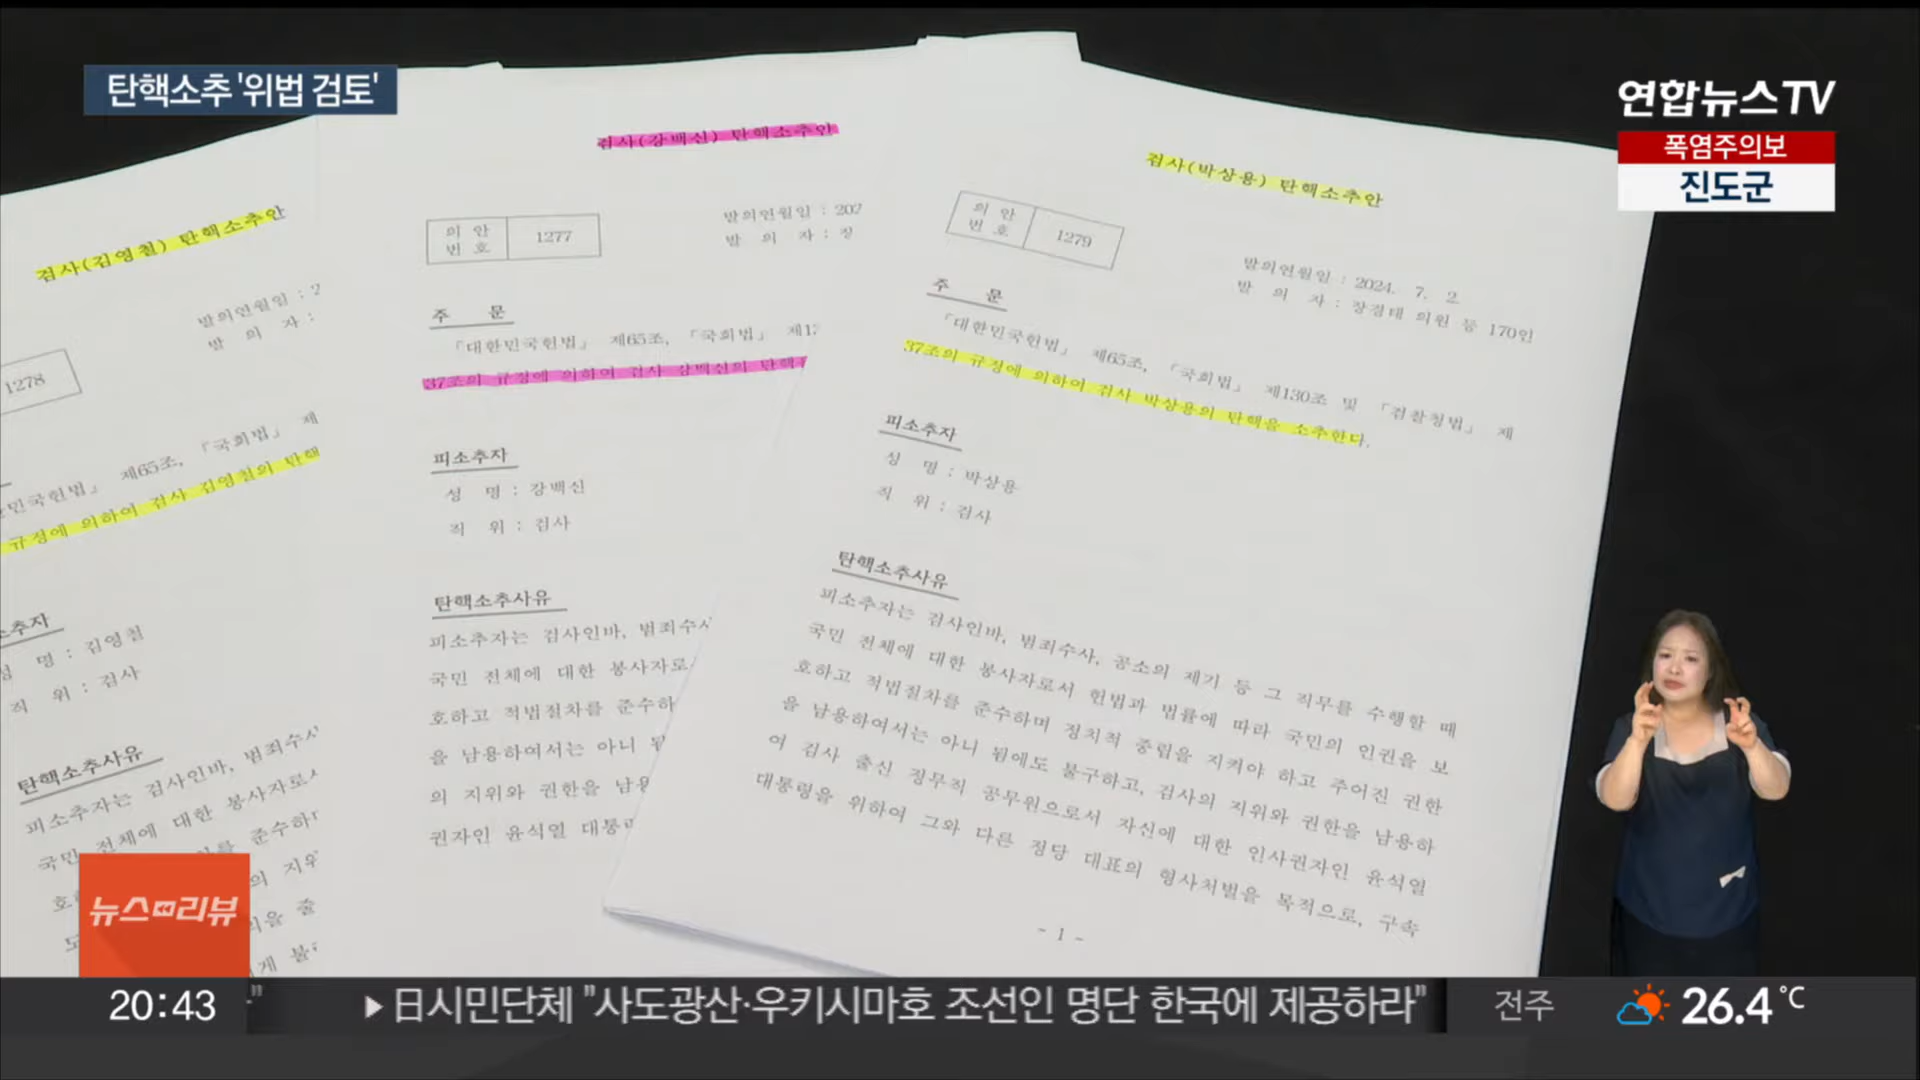 탄핵소추 '위법 검토'
연합뉴스TV
폭염주의보
진도군
검사(김영철) 탄핵소추안
발의연월일 : 2
발 의 자 :
1278
민국헌법」 제65조, 「국회법」 제
규정에 의하여 검사 김영철의 탄핵
소추자
성 명 : 김영철
직 위 : 검사
탄핵소추사유
피소추자는 검사인바, 범죄수사
국민 전체에 대한 봉사자로서
를 준수하며
의 지위
검사(강백신) 탄핵소추안
의 안
번 호
1277
발의연월일 : 202
발 의 자 :
주 문
「대한민국헌법」 제65조, 「국회법」 제13
37조의 규정에 의하여 검사 강백신의 탄핵
피소추자
성 명 : 강백신
직 위 : 검사
탄핵소추사유
피소추자는 검사인바, 범죄수사
국민 전체에 대한 봉사자로
호하고 적법절차를 준수하
을 남용하여서는 아니 됨
의 지위와 권한을 남용
권자인 윤석열 대통령
검사(박상용) 탄핵소추안
의 안
번 호
1279
발의연월일 : 2024. 7. 2.
발 의 자 : 장경태 의원 등 170인
주 문
「대한민국헌법」 제65조, 「국회법」 제130조 및 「검찰청법」 제
37조의 규정에 의하여 검사 박상용의 탄핵을 소추한다.
피소추자
성 명 : 박상용
직 위 : 검사
탄핵소추사유
피소추자는 검사인바, 범죄수사, 공소의 제기 등 그 직무를 수행할 때
국민 전체에 대한 봉사자로서 헌법과 법률에 따라 국민의 인권을 보
호하고 적법절차를 준수하며 정치적 중립을 지켜야 하고 주어진 권한
을 남용하여서는 아니 됨에도 불구하고, 검사의 지위와 권한을 남용하
여 검사 출신 정무직 공무원으로서 자신에 대한 인사권자인 윤석열
대통령을 위하여 그와 다른 정당 대표의 형사처벌을 목적으로, 구속
- 1 -
뉴스리뷰
20:43
▶日시민단체 "사도광산·우키시마호 조선인 명단 한국에 제공하라"
전주
26.4℃